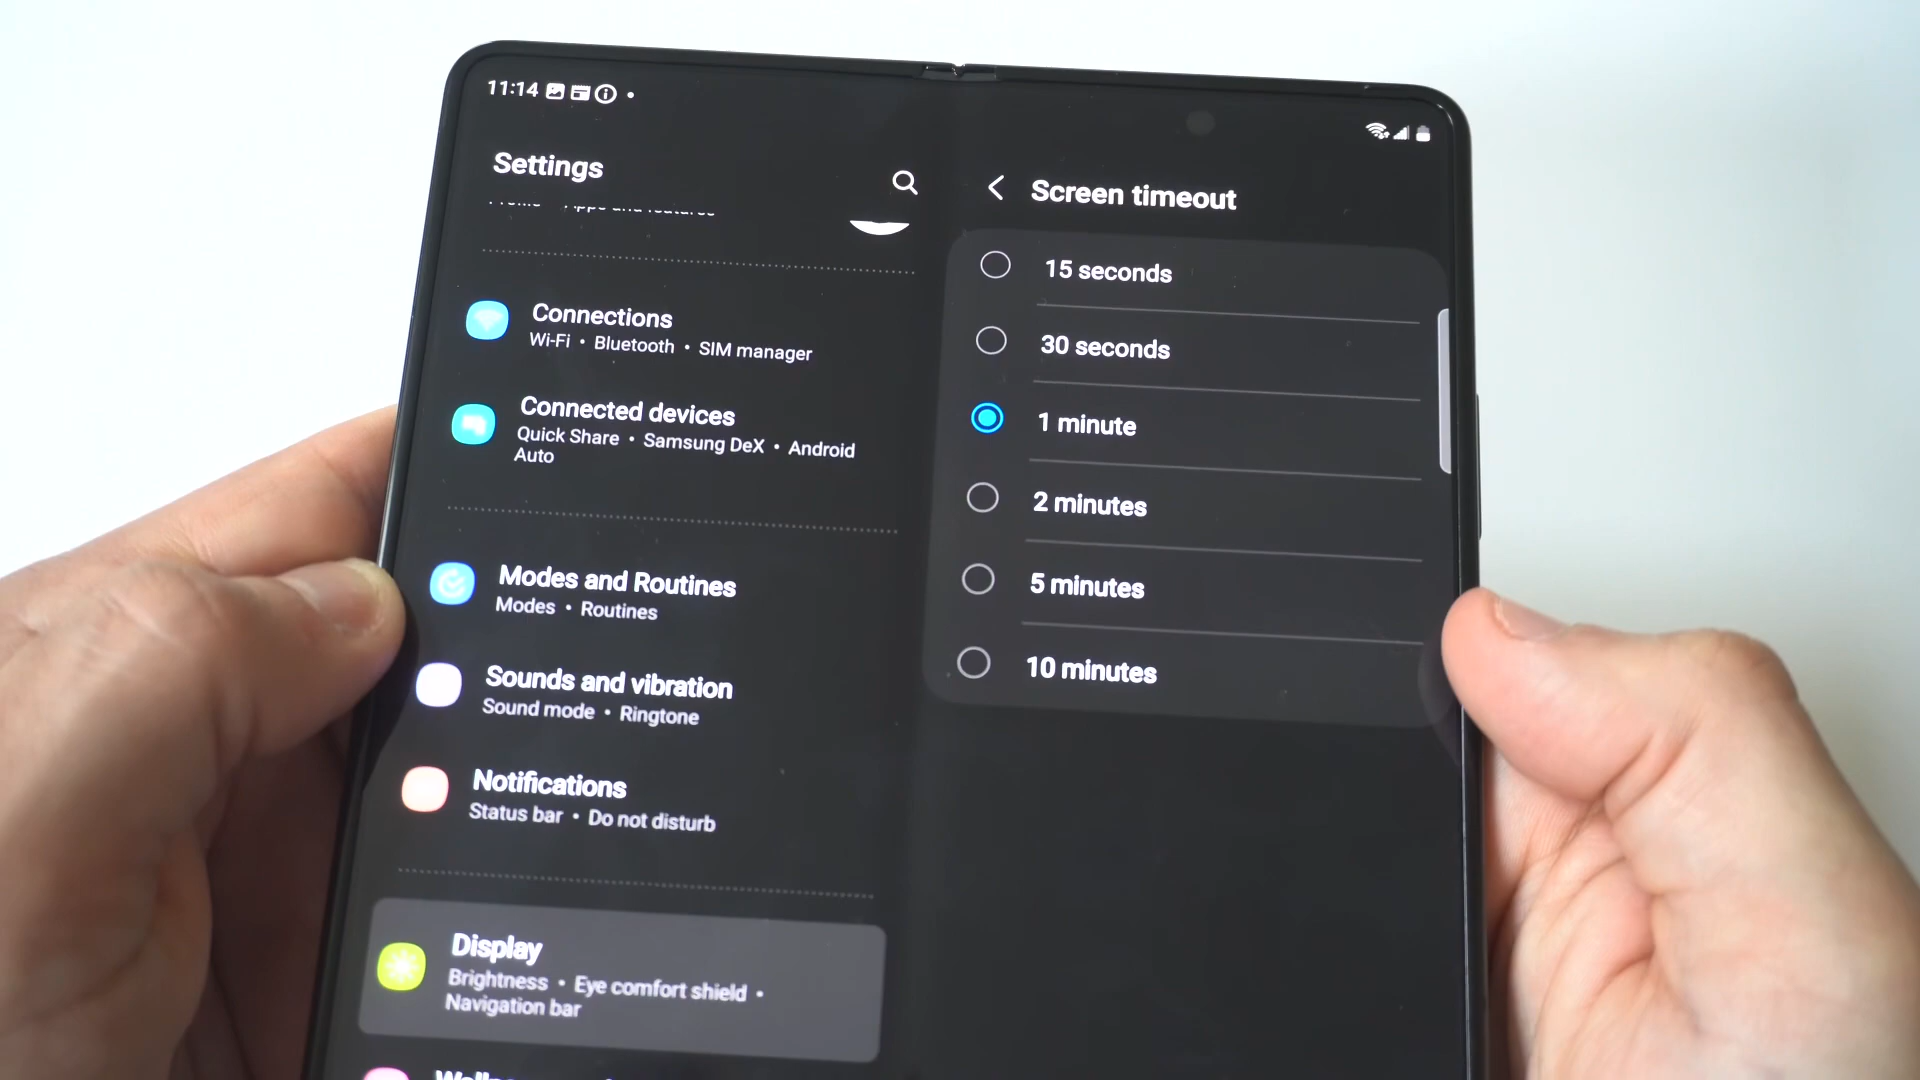 11:14
Settings
Connections
Wi-Fi • Bluetooth • SIM manager
Connected devices
Quick Share • Samsung DeX • Android
Auto
Modes and Routines
Modes • Routines
Sounds and vibration
Sound mode • Ringtone
Notifications
Status bar • Do not disturb
Display
Brightness • Eye comfort shield •
Navigation bar
Screen timeout
15 seconds
30 seconds
1 minute
2 minutes
5 minutes
10 minutes